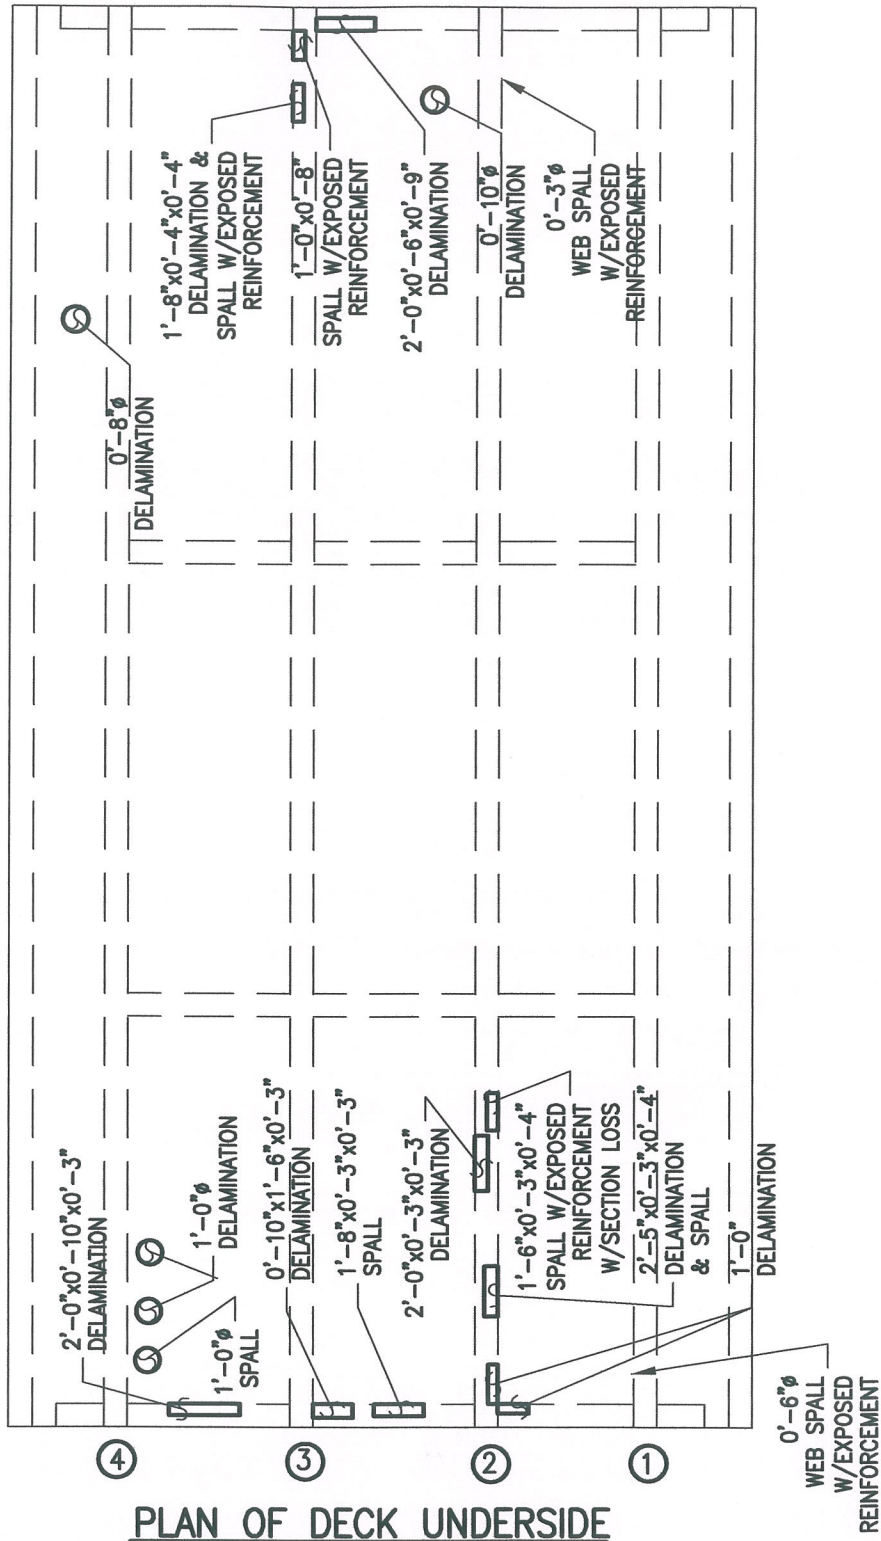 2'-0"x0'-10"x0'-3"
DELAMINATION
1'-0"ø
DELAMINATION
1'-0"ø
SPALL
0'-10"x1'-6"x0'-3"
DELAMINATION
1'-8"x0'-3"x0'-3"
SPALL
2'-0"x0'-3"x0'-3"
DELAMINATION
1'-6"x0'-3"x0'-4"
SPALL W/EXPOSED
REINFORCEMENT
W/SECTION LOSS
2'-5"x0'-3"x0'-4"
DELAMINATION
& SPALL
1'-0"
DELAMINATION
0'-6"ø
WEB SPALL
W/EXPOSED
REINFORCEMENT
0'-8"ø
DELAMINATION
1'-8"x0'-4"x0'-4"
DELAMINATION &
SPALL W/EXPOSED
REINFORCEMENT
1'-0"x0'-8"
SPALL W/EXPOSED
REINFORCEMENT
2'-0"x0'-6"x0'-9"
DELAMINATION
0'-10"ø
DELAMINATION
0'-3"ø
WEB SPALL
W/EXPOSED
REINFORCEMENT
4
3
2
1
PLAN OF DECK UNDERSIDE